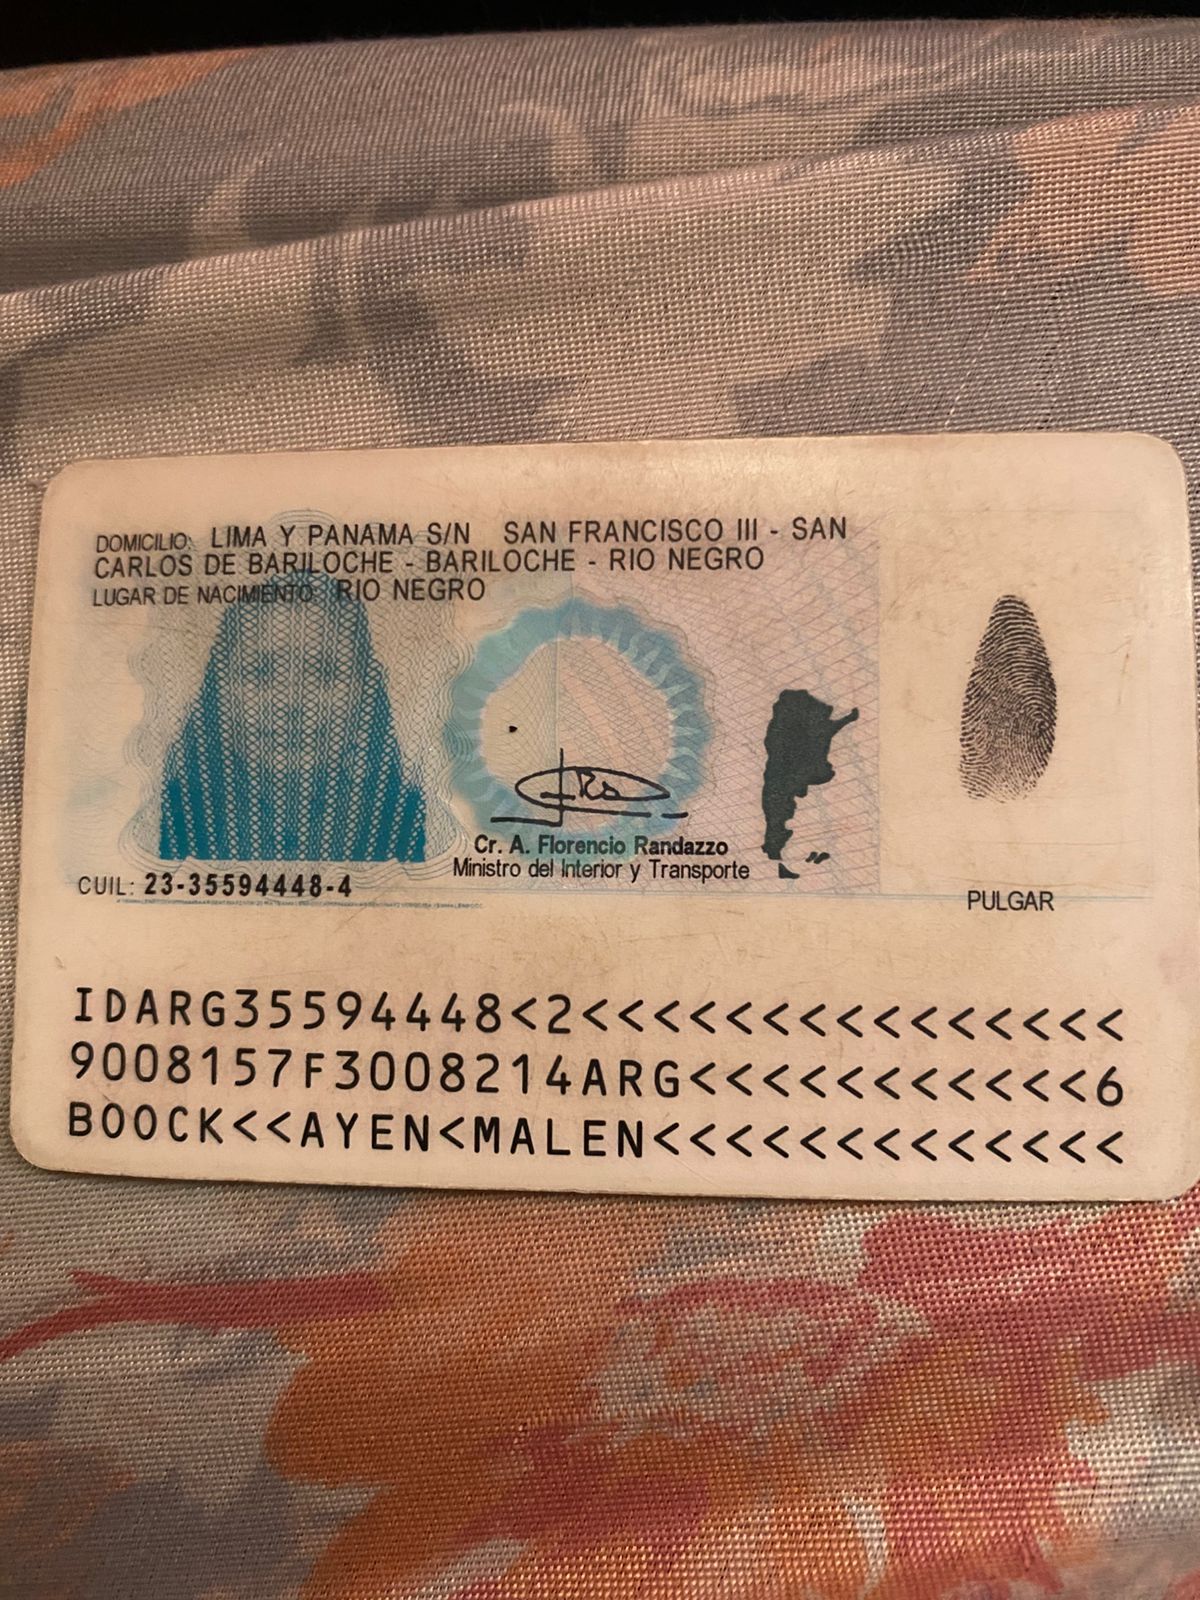 DOMICILIO: LIMA Y PANAMA S/N SAN FRANCISCO III - SAN
CARLOS DE BARILOCHE - BARILOCHE - RIO NEGRO
LUGAR DE NACIMIENTO: RIO NEGRO
Cr. A. Florencio Randazzo
Ministro del Interior y Transporte
CUIL: 23-35594448-4
PULGAR
IDARG35594448<2<<<<<<<<<<<<<<<
9008157F3008214ARG<<<<<<<<<<<6
BOOCK<<AYEN<MALEN<<<<<<<<<<<<<